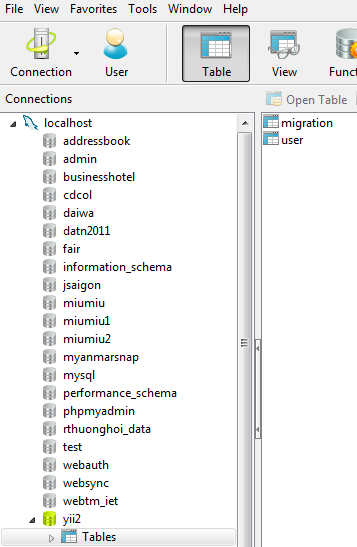 File View Favorites Tools Window Help
Connection User Table View
Connections
Open Table
localhost
addressbook
admin
businesshotel
cdcol
daiwa
datn2011
fair
information_schema
jsaigon
miumiu
miumiu1
miumiu2
myanmarsnap
mysql
performance_schema
phpmyadmin
rthuonghoi_data
test
webauth
websync
webtm_iet
yii2
Tables
migration
user